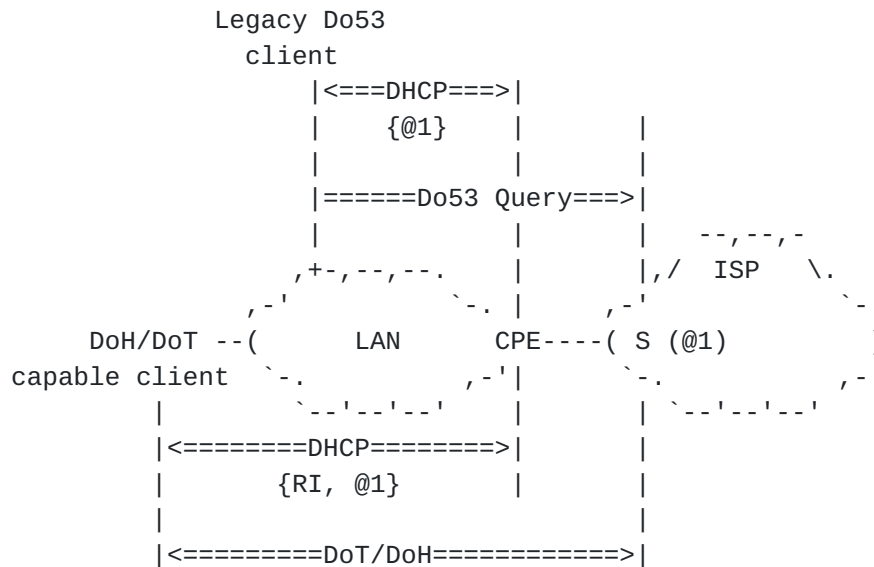 Legacy Do53
client
|<===DHCP===>|
|    {@1}    |       |
|            |       |
|======Do53 Query===>|
|            |       |   --,--,-
,+-,--,--.    |       |,/  ISP   \.
,-'          `-. |     ,-'            `-
DoH/DoT --(      LAN      CPE----( S (@1)         )
capable client  `-.          ,-'|      `-.           ,-
|        `--'--'--'    |       | `--'--'--'
|<========DHCP========>|       |
|       {RI, @1}       |       |
|                              |
|<=========DoT/DoH============>|